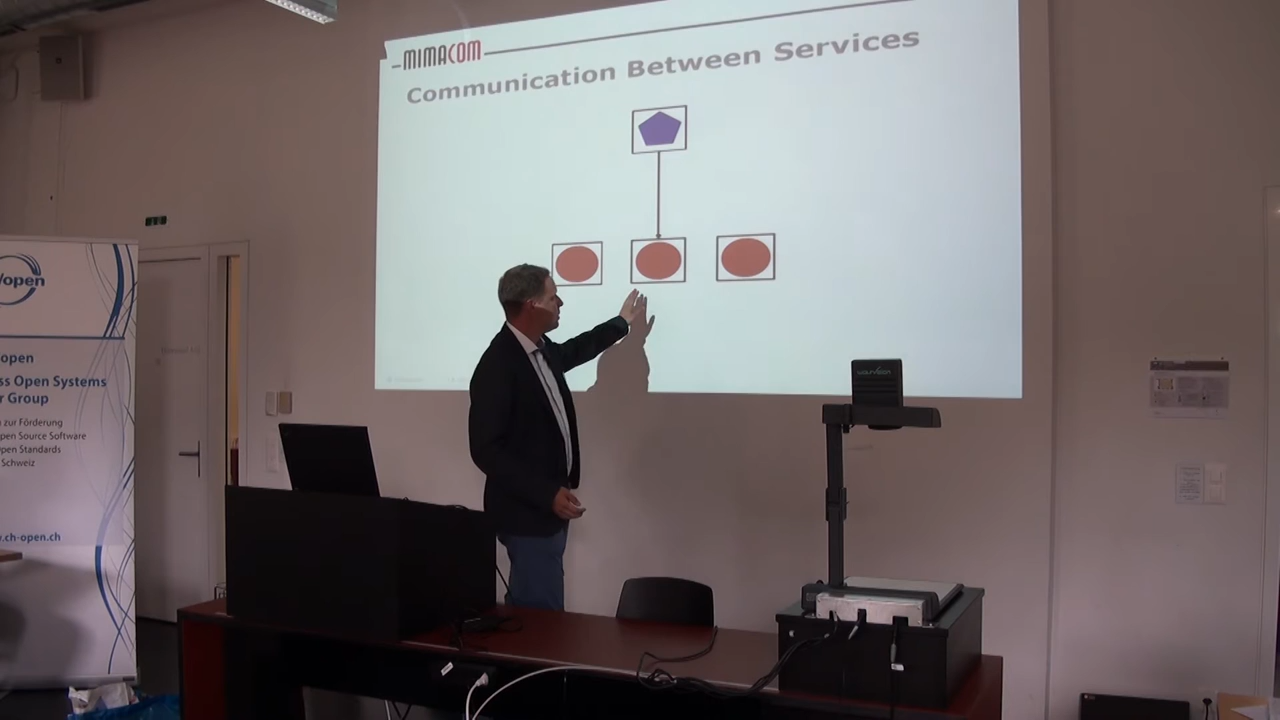 MIMACOM
Communication Between Services
/open
open
ss Open Systems
r Group
zur Förderung
pen Source Software
pen Standards
Schweiz
.ch-open.ch
WOLFVISION